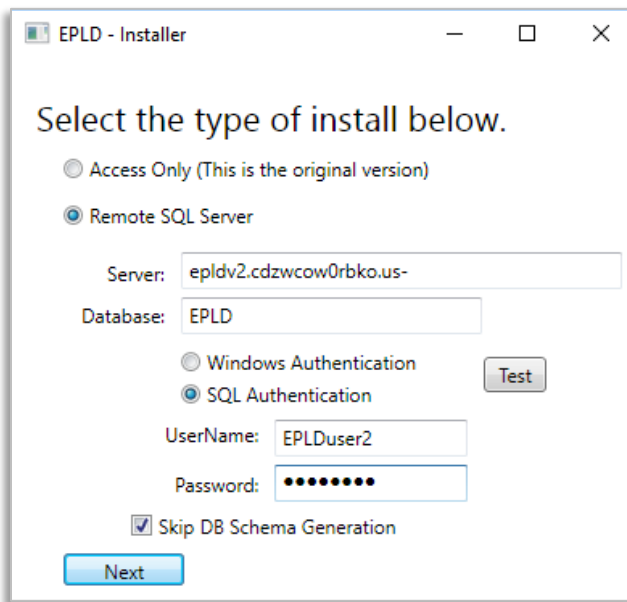 EPLD - Installer
Select the type of install below.
Access Only (This is the original version)
Remote SQL Server
Server: epldv2.cdzwcow0rbko.us-
Database: EPLD
Windows Authentication
Test
SQL Authentication
UserName: EPLDuser2
Password: ●●●●●●●●
Skip DB Schema Generation
Next